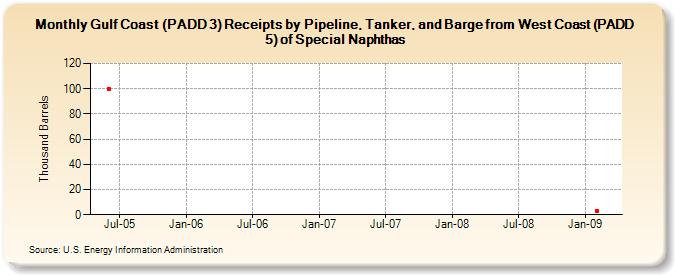 Monthly Gulf Coast (PADD 3) Receipts by Pipeline, Tanker, and Barge from West Coast (PADD
5) of Special Naphthas
Thousand Barrels
120
100
80
60
40
20
0
Jul-05 Jan-06 Jul-06 Jan-07 Jul-07 Jan-08 Jul-08 Jan-09
Source: U.S. Energy Information Administration